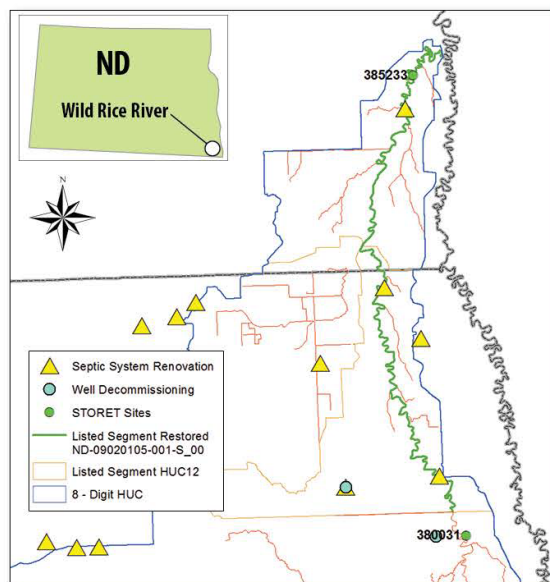 ND
Wild Rice River
N
385233
Septic System Renovation
Well Decommissioning
STORET Sites
Listed Segment Restored
ND-09020105-001-S_00
Listed Segment HUC12
8 - Digit HUC
380031